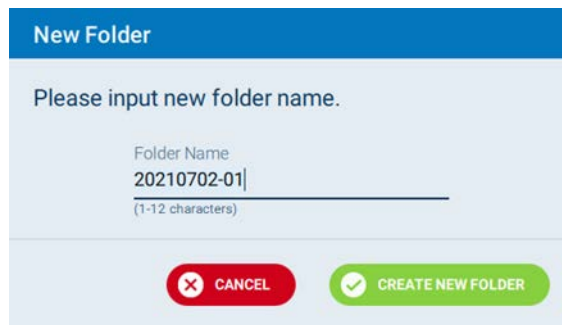 New Folder
Please input new folder name.
Folder Name
20210702-01
(1-12 characters)
CANCEL
CREATE NEW FOLDER